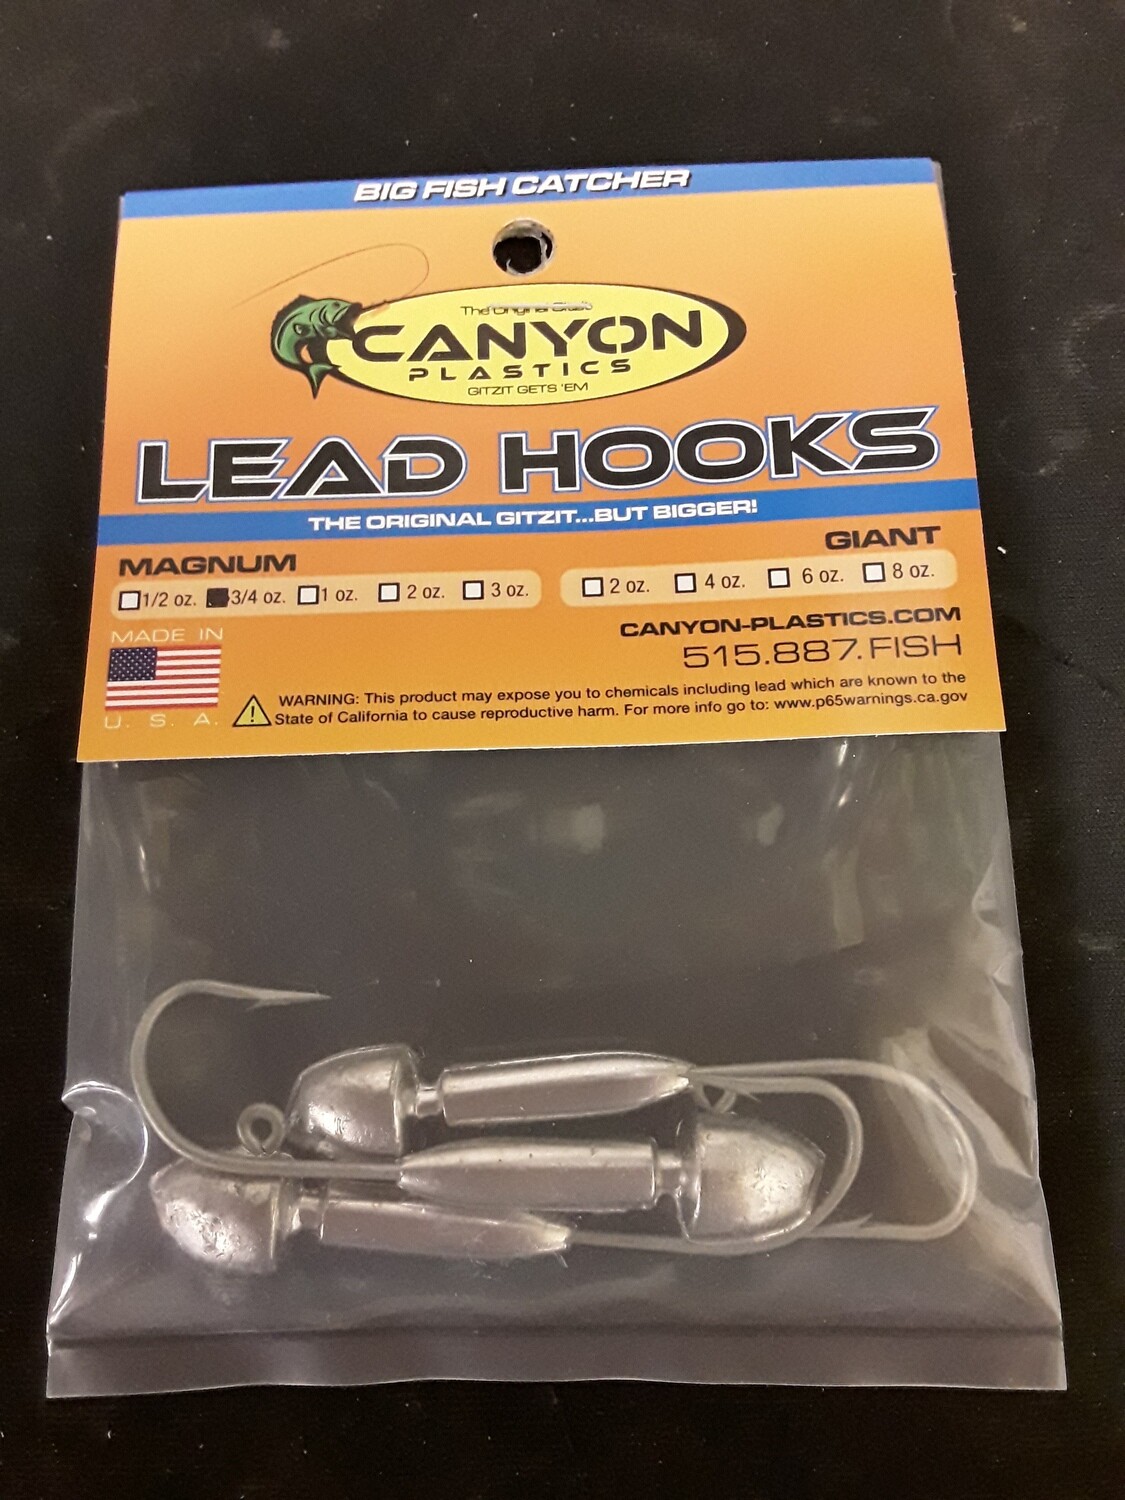 BIG FISH CATCHER
The Original Gitzit
CANYON
PLASTICS
GITZIT GETS 'EM
LEAD HOOKS
THE ORIGINAL GITZIT...BUT BIGGER!
MAGNUM
1/2 oz. 3/4 oz. 1 oz. 2 oz. 3 oz.
GIANT
2 oz. 4 oz. 6 oz. 8 oz.
CANYON-PLASTICS.COM
515.887.FISH
MADE IN
U. S. A.
WARNING: This product may expose you to chemicals including lead which are known to the
State of California to cause reproductive harm. For more info go to: www.p65warnings.ca.gov